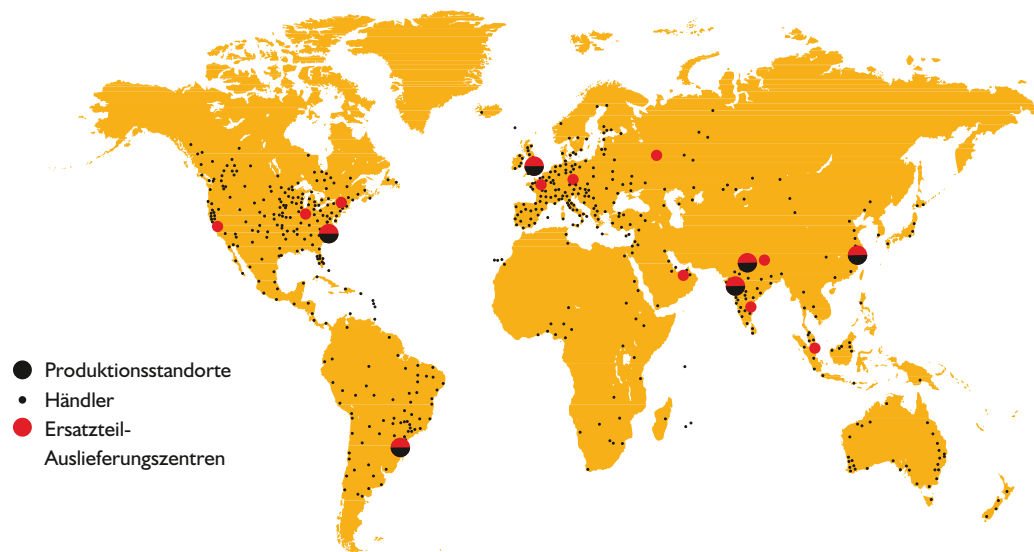 Produktionsstandorte
Händler
Ersatzteil-
Auslieferungszentren